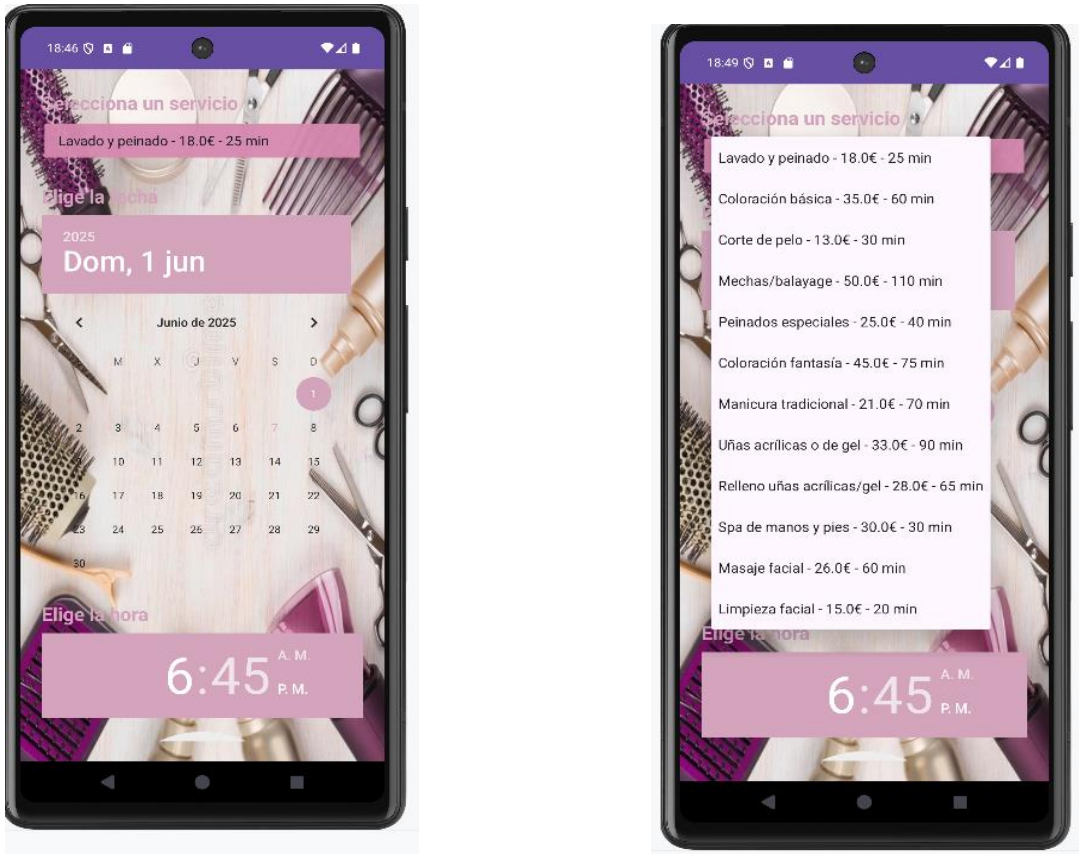 18:46
Selecciona un servicio
Lavado y peinado - 18.0€ - 25 min
Elige la fecha
2025
Dom, 1 jun
Junio de 2025
M X J V S D
1
2 3 4 5 6 7 8
9 10 11 12 13 14 15
16 17 18 19 20 21 22
23 24 25 26 27 28 29
30
Elige la hora
6:45 A. M.
P. M.
18:49
Selecciona un servicio
Lavado y peinado - 18.0€ - 25 min
Coloración básica - 35.0€ - 60 min
Corte de pelo - 13.0€ - 30 min
Mechas/balayage - 50.0€ - 110 min
Peinados especiales - 25.0€ - 40 min
Coloración fantasía - 45.0€ - 75 min
Manicura tradicional - 21.0€ - 70 min
Uñas acrílicas o de gel - 33.0€ - 90 min
Relleno uñas acrílicas/gel - 28.0€ - 65 min
Spa de manos y pies - 30.0€ - 30 min
Masaje facial - 26.0€ - 60 min
Limpieza facial - 15.0€ - 20 min
Elige la hora
6:45 A. M.
P. M.